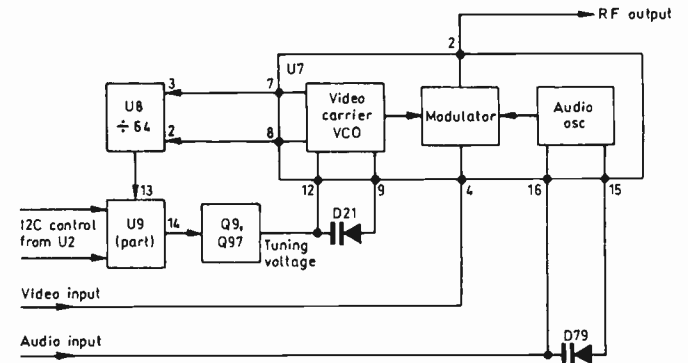 RF output
2
U7
3
7
U8
÷64
2
8
Video
carrier
VCO
Modulator
Audio
osc
13
12
9
4
16
15
I2C control
from U2
U9
(part)
14
Q9,
Q97
D21
Tuning
voltage
Video input
Audio input
D79